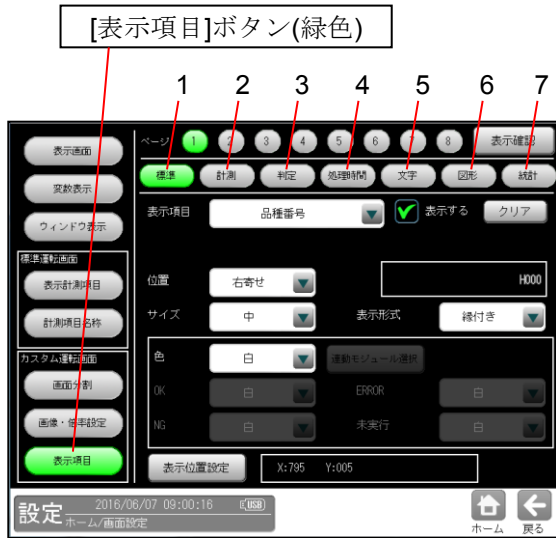 [表示項目]ボタン(緑色)
1 2 3 4 5 6 7
表示画面
変数表示
ウィンドウ表示
標準運転画面
表示計測項目
計測項目名称
カスタム運転画面
画面分割
画像・倍率設定
表示項目
ページ 1 2 3 4 5 6 7 8 表示確認
標準 計測 判定 処理時間 文字 図形 統計
表示項目 品種番号 表示する クリア
位置 右寄せ H000
サイズ 中 表示形式 縁付き
色 白 連動モジュール選択
OK 白 ERROR 白
NG 白 未実行 白
表示位置設定 X:795 Y:005
設定 2016/06/07 09:00:16 USB
ホーム/画面設定
ホーム 戻る